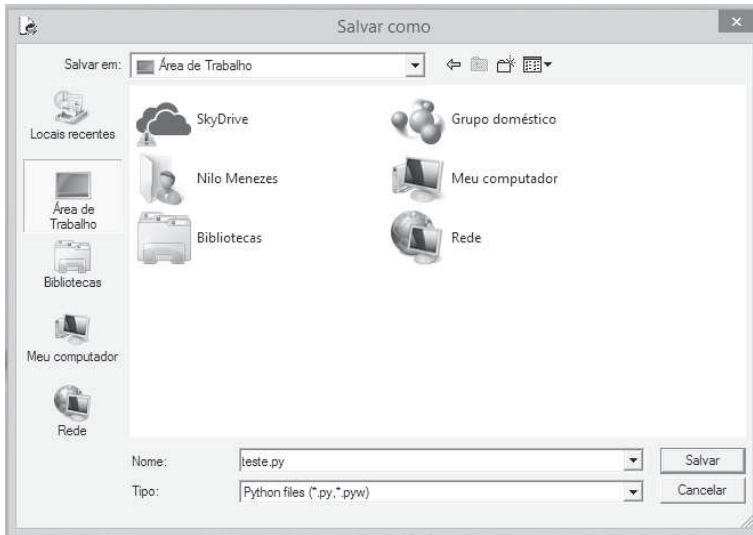 Salvar como
Salvar em: Área de Trabalho
Locais recentes
Área de
Trabalho
Bibliotecas
Meu computador
Rede
SkyDrive
Grupo doméstico
Nilo Menezes
Meu computador
Bibliotecas
Rede
Nome: teste.py
Salvar
Tipo: Python files (*.py,*.pyw)
Cancelar